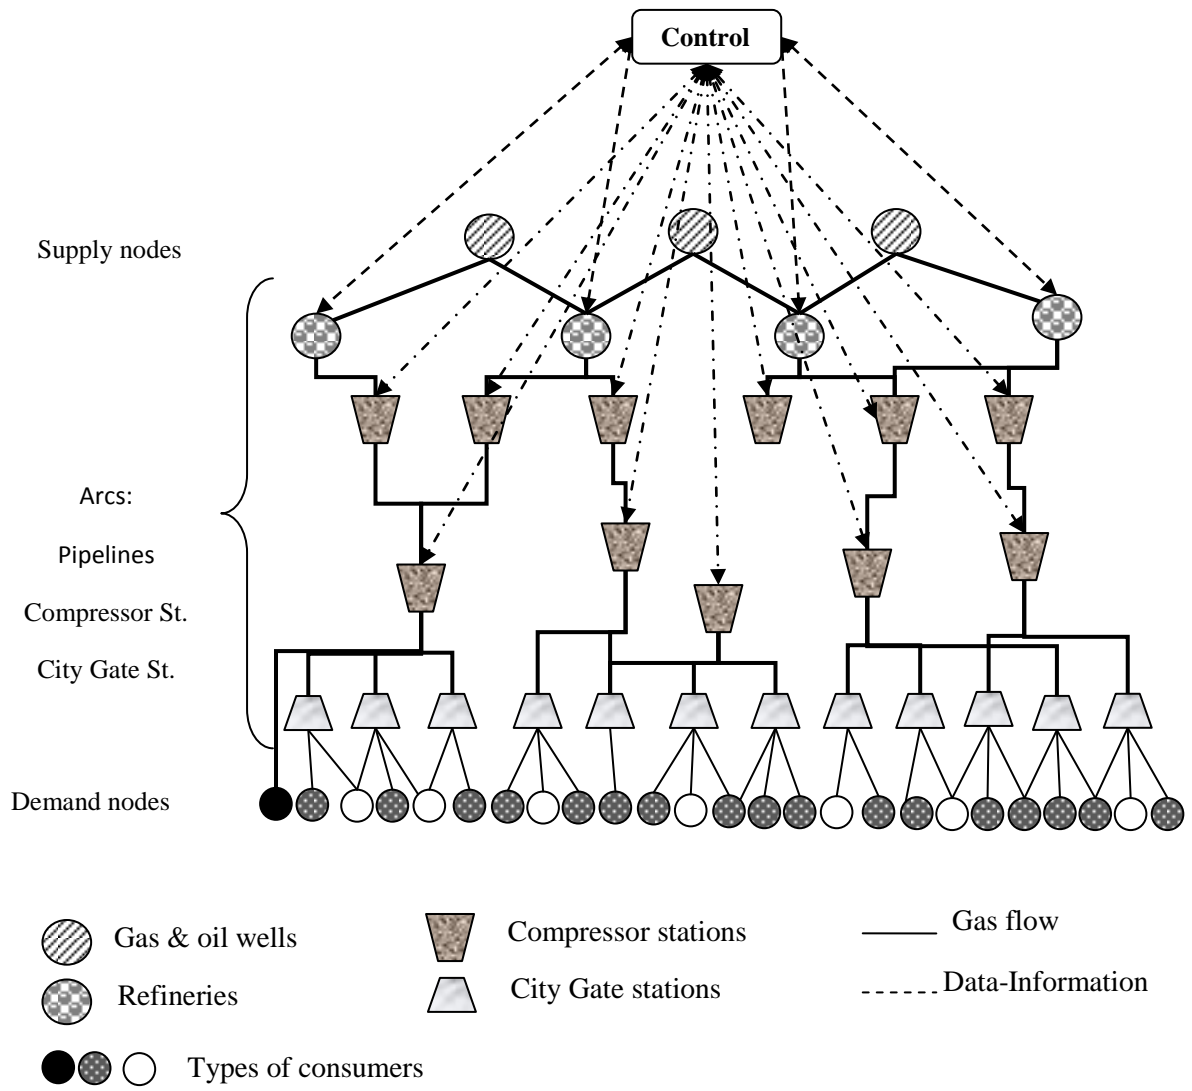 Control
Supply nodes
Arcs:
Pipelines
Compressor St.
City Gate St.
Demand nodes
Gas & oil wells
Compressor stations
Gas flow
Refineries
City Gate stations
Data-Information
Types of consumers